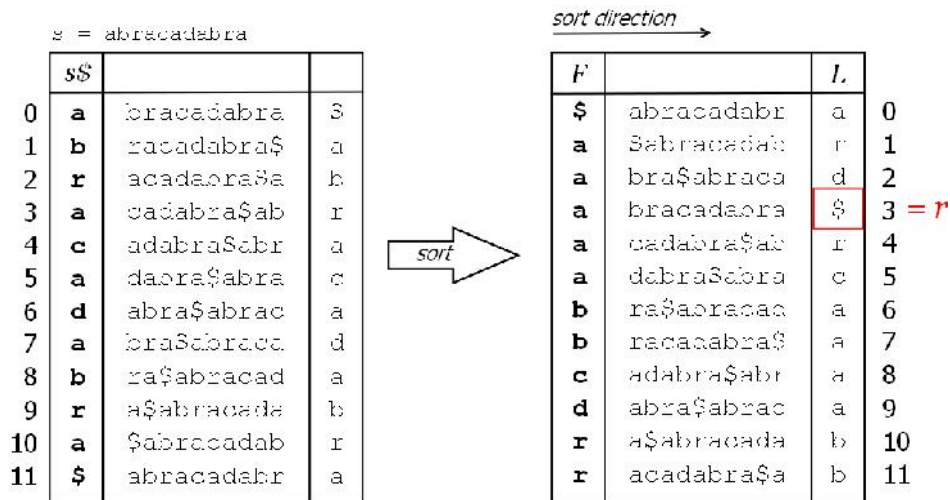 s = abracadabra
s$
0 a bracadabra $
1 b racadabra$ a
2 r acadabra$a b
3 a cadabra$ab r
4 c adabra$abr a
5 a dabra$abra c
6 d abra$abrac a
7 a bra$abraca d
8 b ra$abracad a
9 r a$abracada b
10 a $abracadab r
11 $ abracadabr a
sort
sort direction
F L
$ abracadabr a 0
a $abracadab r 1
a bra$abraca d 2
a bracadabra $ 3 = r
a cadabra$ab r 4
a dabra$abra c 5
b ra$abracad a 6
b racadabra$ a 7
c adabra$abr a 8
d abra$abrac a 9
r a$abracada b 10
r acadabra$a b 11